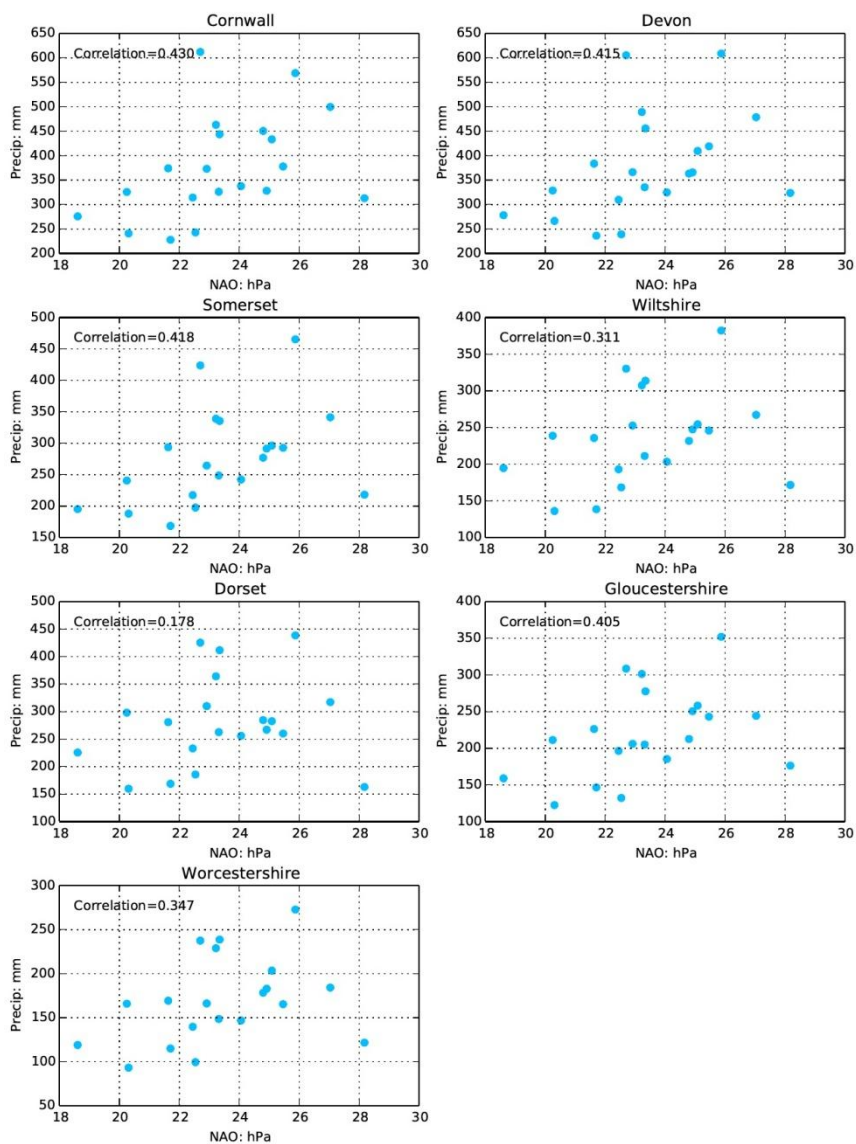 Cornwall
Correlation=0.430
Precip: mm
650
600
550
500
450
400
350
300
250
200
18 20 22 24 26 28 30
NAO: hPa
Devon
Correlation=0.415
Precip: mm
650
600
550
500
450
400
350
300
250
200
18 20 22 24 26 28 30
NAO: hPa
Somerset
Correlation=0.418
Precip: mm
500
450
400
350
300
250
200
150
18 20 22 24 26 28 30
NAO: hPa
Wiltshire
Correlation=0.311
Precip: mm
400
350
300
250
200
150
100
18 20 22 24 26 28 30
NAO: hPa
Dorset
Correlation=0.178
Precip: mm
500
450
400
350
300
250
200
150
100
18 20 22 24 26 28 30
NAO: hPa
Gloucestershire
Correlation=0.405
Precip: mm
400
350
300
250
200
150
100
18 20 22 24 26 28 30
NAO: hPa
Worcestershire
Correlation=0.347
Precip: mm
300
250
200
150
100
50
18 20 22 24 26 28 30
NAO: hPa